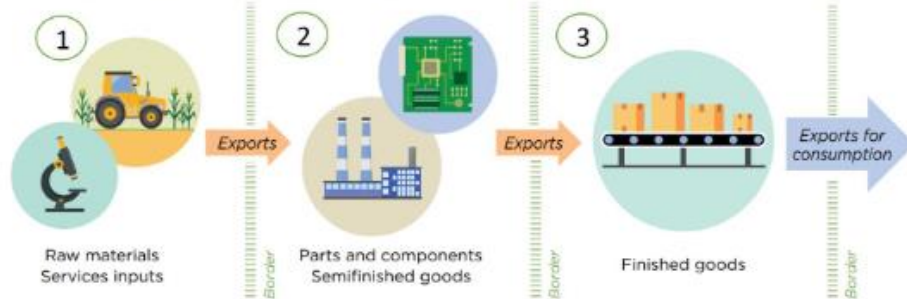 1
2
3
Exports
Exports
Exports for
consumption
Raw materials
Services inputs
Border
Parts and components
Semifinished goods
Border
Finished goods
Border